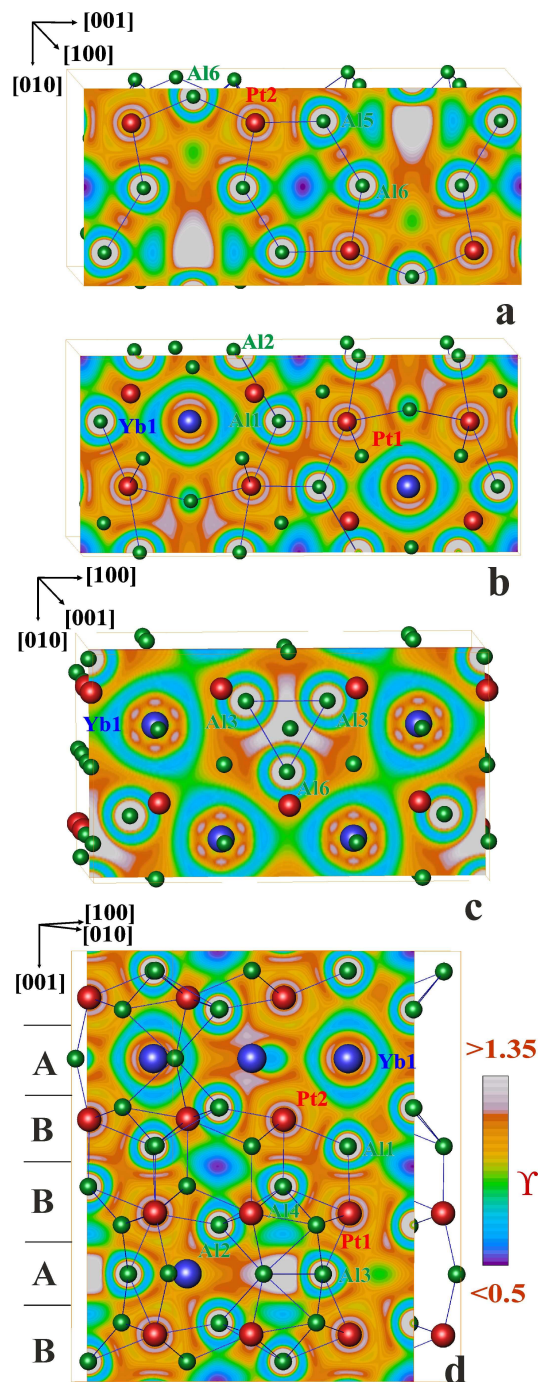 [001]
[100]
[010]
Al6
Pt2
Al5
Al6
a
Al2
Yb1
Al1
Pt1
b
[100]
[001]
[010]
Yb1
Al3
Al3
Al6
c
[100]
[010]
[001]
A
B
B
A
B
Yb1
Pt2
Al1
Al4
Al2
Pt1
Al3
>1.35
ϒ
<0.5
d